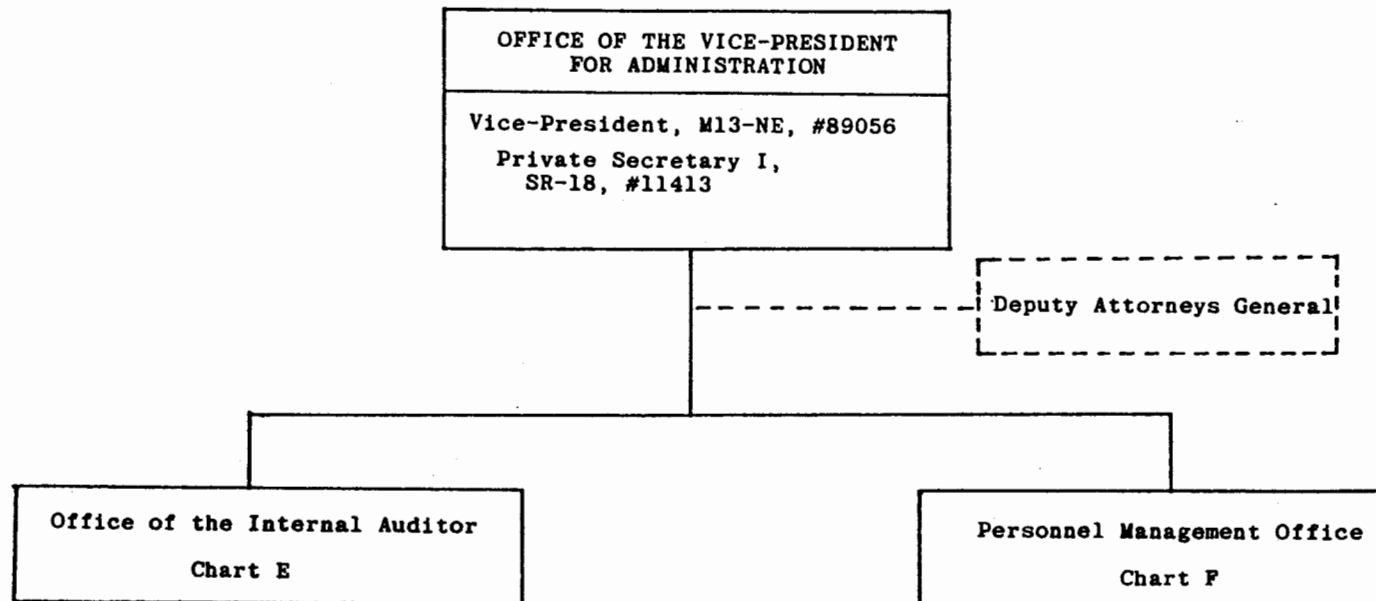 OFFICE OF THE VICE-PRESIDENT
FOR ADMINISTRATION
Vice-President, M13-NE, #89056
Private Secretary I,
SR-18, #11413
Deputy Attorneys General
Office of the Internal Auditor
Chart E
Personnel Management Office
Chart F